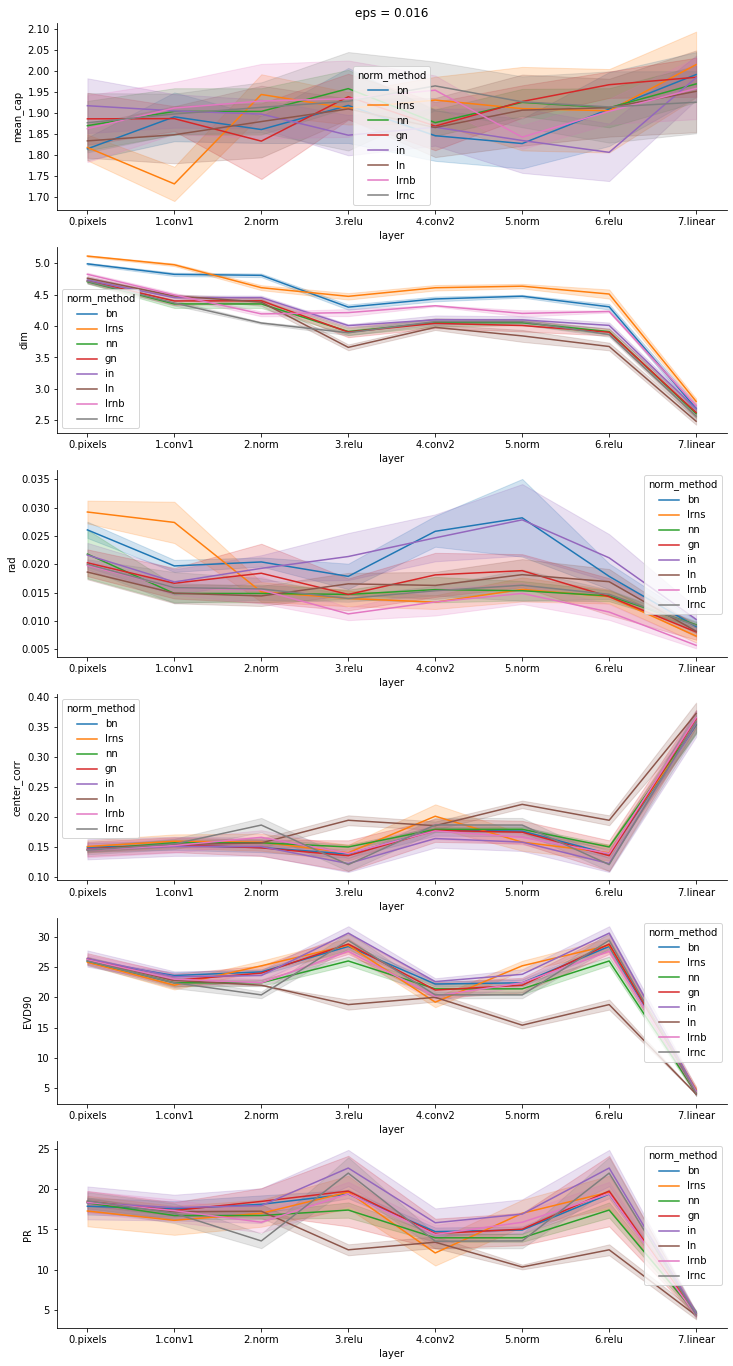 eps = 0.016
2.10
2.05
2.00
1.95
1.90
1.85
1.80
1.75
1.70
mean_cap
norm_method
bn
lrns
nn
gn
in
ln
lrnb
lrnc
0.pixels 1.conv1 2.norm 3.relu 4.conv2 5.norm 6.relu 7.linear
layer
5.0
4.5
4.0
3.5
3.0
2.5
dim
norm_method
bn
lrns
nn
gn
in
ln
lrnb
lrnc
0.pixels 1.conv1 2.norm 3.relu 4.conv2 5.norm 6.relu 7.linear
layer
0.035
0.030
0.025
0.020
0.015
0.010
0.005
rad
norm_method
bn
lrns
nn
gn
in
ln
lrnb
lrnc
0.pixels 1.conv1 2.norm 3.relu 4.conv2 5.norm 6.relu 7.linear
layer
0.40
0.35
0.30
0.25
0.20
0.15
0.10
center_corr
norm_method
bn
lrns
nn
gn
in
ln
lrnb
lrnc
0.pixels 1.conv1 2.norm 3.relu 4.conv2 5.norm 6.relu 7.linear
layer
30
25
20
15
10
5
EVD90
norm_method
bn
lrns
nn
gn
in
ln
lrnb
lrnc
0.pixels 1.conv1 2.norm 3.relu 4.conv2 5.norm 6.relu 7.linear
layer
25
20
15
10
5
PR
norm_method
bn
lrns
nn
gn
in
ln
lrnb
lrnc
0.pixels 1.conv1 2.norm 3.relu 4.conv2 5.norm 6.relu 7.linear
layer